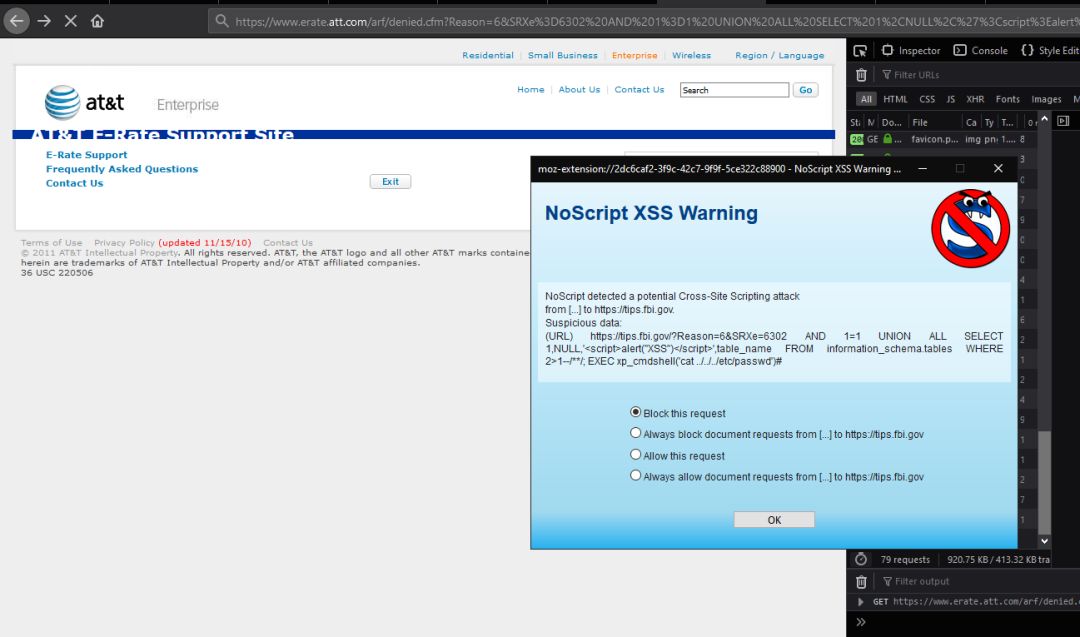 https://www.erate.att.com/arf/denied.cfm?Reason=6&SRXe%3D6302%20AND%201%3D1%20UNION%20ALL%20SELECT%201%2CNULL%2C%27%3Cscript%3Ealert%
Residential | Small Business | Enterprise | Wireless Region / Language
Home | About Us | Contact Us Search Go
at&t Enterprise
AT&T E-Rate Support Site
E-Rate Support
Frequently Asked Questions
Contact Us
Exit
Terms of Use Privacy Policy (updated 11/15/10) Contact Us
© 2011 AT&T Intellectual Property. All rights reserved. AT&T, the AT&T logo and all other AT&T marks containe
herein are trademarks of AT&T Intellectual Property and/or AT&T affiliated companies.
36 USC 220506
moz-extension://2dc6caf2-3f9c-42c7-9f9f-5ce322c88900 - NoScript XSS Warning ...
NoScript XSS Warning
NoScript detected a potential Cross-Site Scripting attack
from [...] to https://tips.fbi.gov.
Suspicious data:
(URL) https://tips.fbi.gov/?Reason=6&SRXe=6302 AND 1=1 UNION ALL SELECT
1,NULL,'<script>alert("XSS")</script>',table_name FROM information_schema.tables WHERE
2>1--/**/; EXEC xp_cmdshell('cat ../../../etc/passwd')#
Block this request
Always block document requests from [...] to https://tips.fbi.gov
Allow this request
Always allow document requests from [...] to https://tips.fbi.gov
OK
Inspector Console {} Style Edit
Filter URLs
All HTML CSS JS XHR Fonts Images M
St M Do... File Ca Ty T... 0
GE ... favicon.p... img png 1.... 8
79 requests 920.75 KB / 413.32 KB tra
Filter output
GET https://www.erate.att.com/arf/denied.c